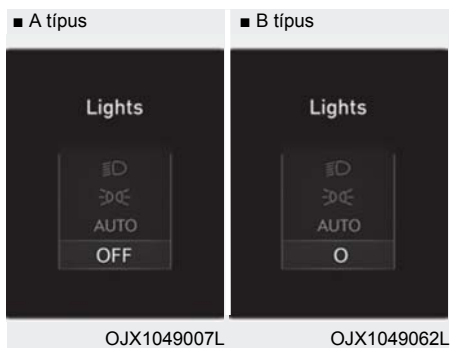 ■ A típus
Lights
AUTO
OFF
OJX1049007L
■ B típus
Lights
AUTO
O
OJX1049062L